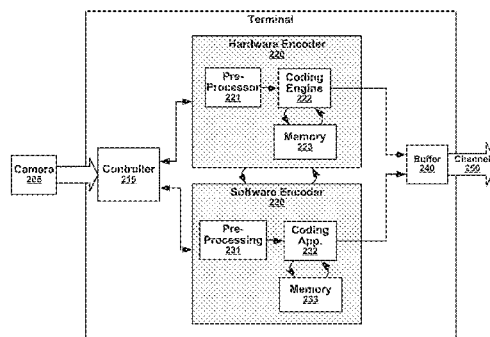 Terminal
Hardware Encoder
220
Pre-
Processor
221
Coding
Engine
222
Memory
223
Camera
205
Controller
215
Buffer
240
Channel
250
Software Encoder
230
Pre-
Processing
231
Coding
App.
232
Memory
233